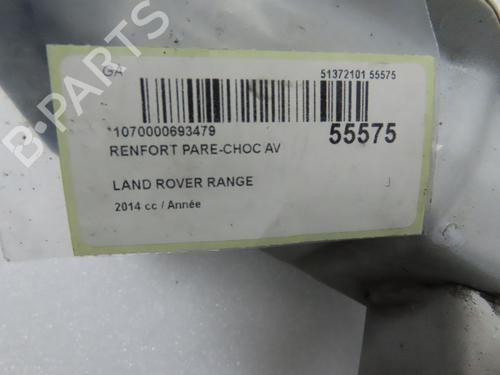 GA
51372101 55575
*1070000693479
55575
RENFORT PARE-CHOC AV
LAND ROVER RANGE
J
2014 cc / Année
B-PARTS